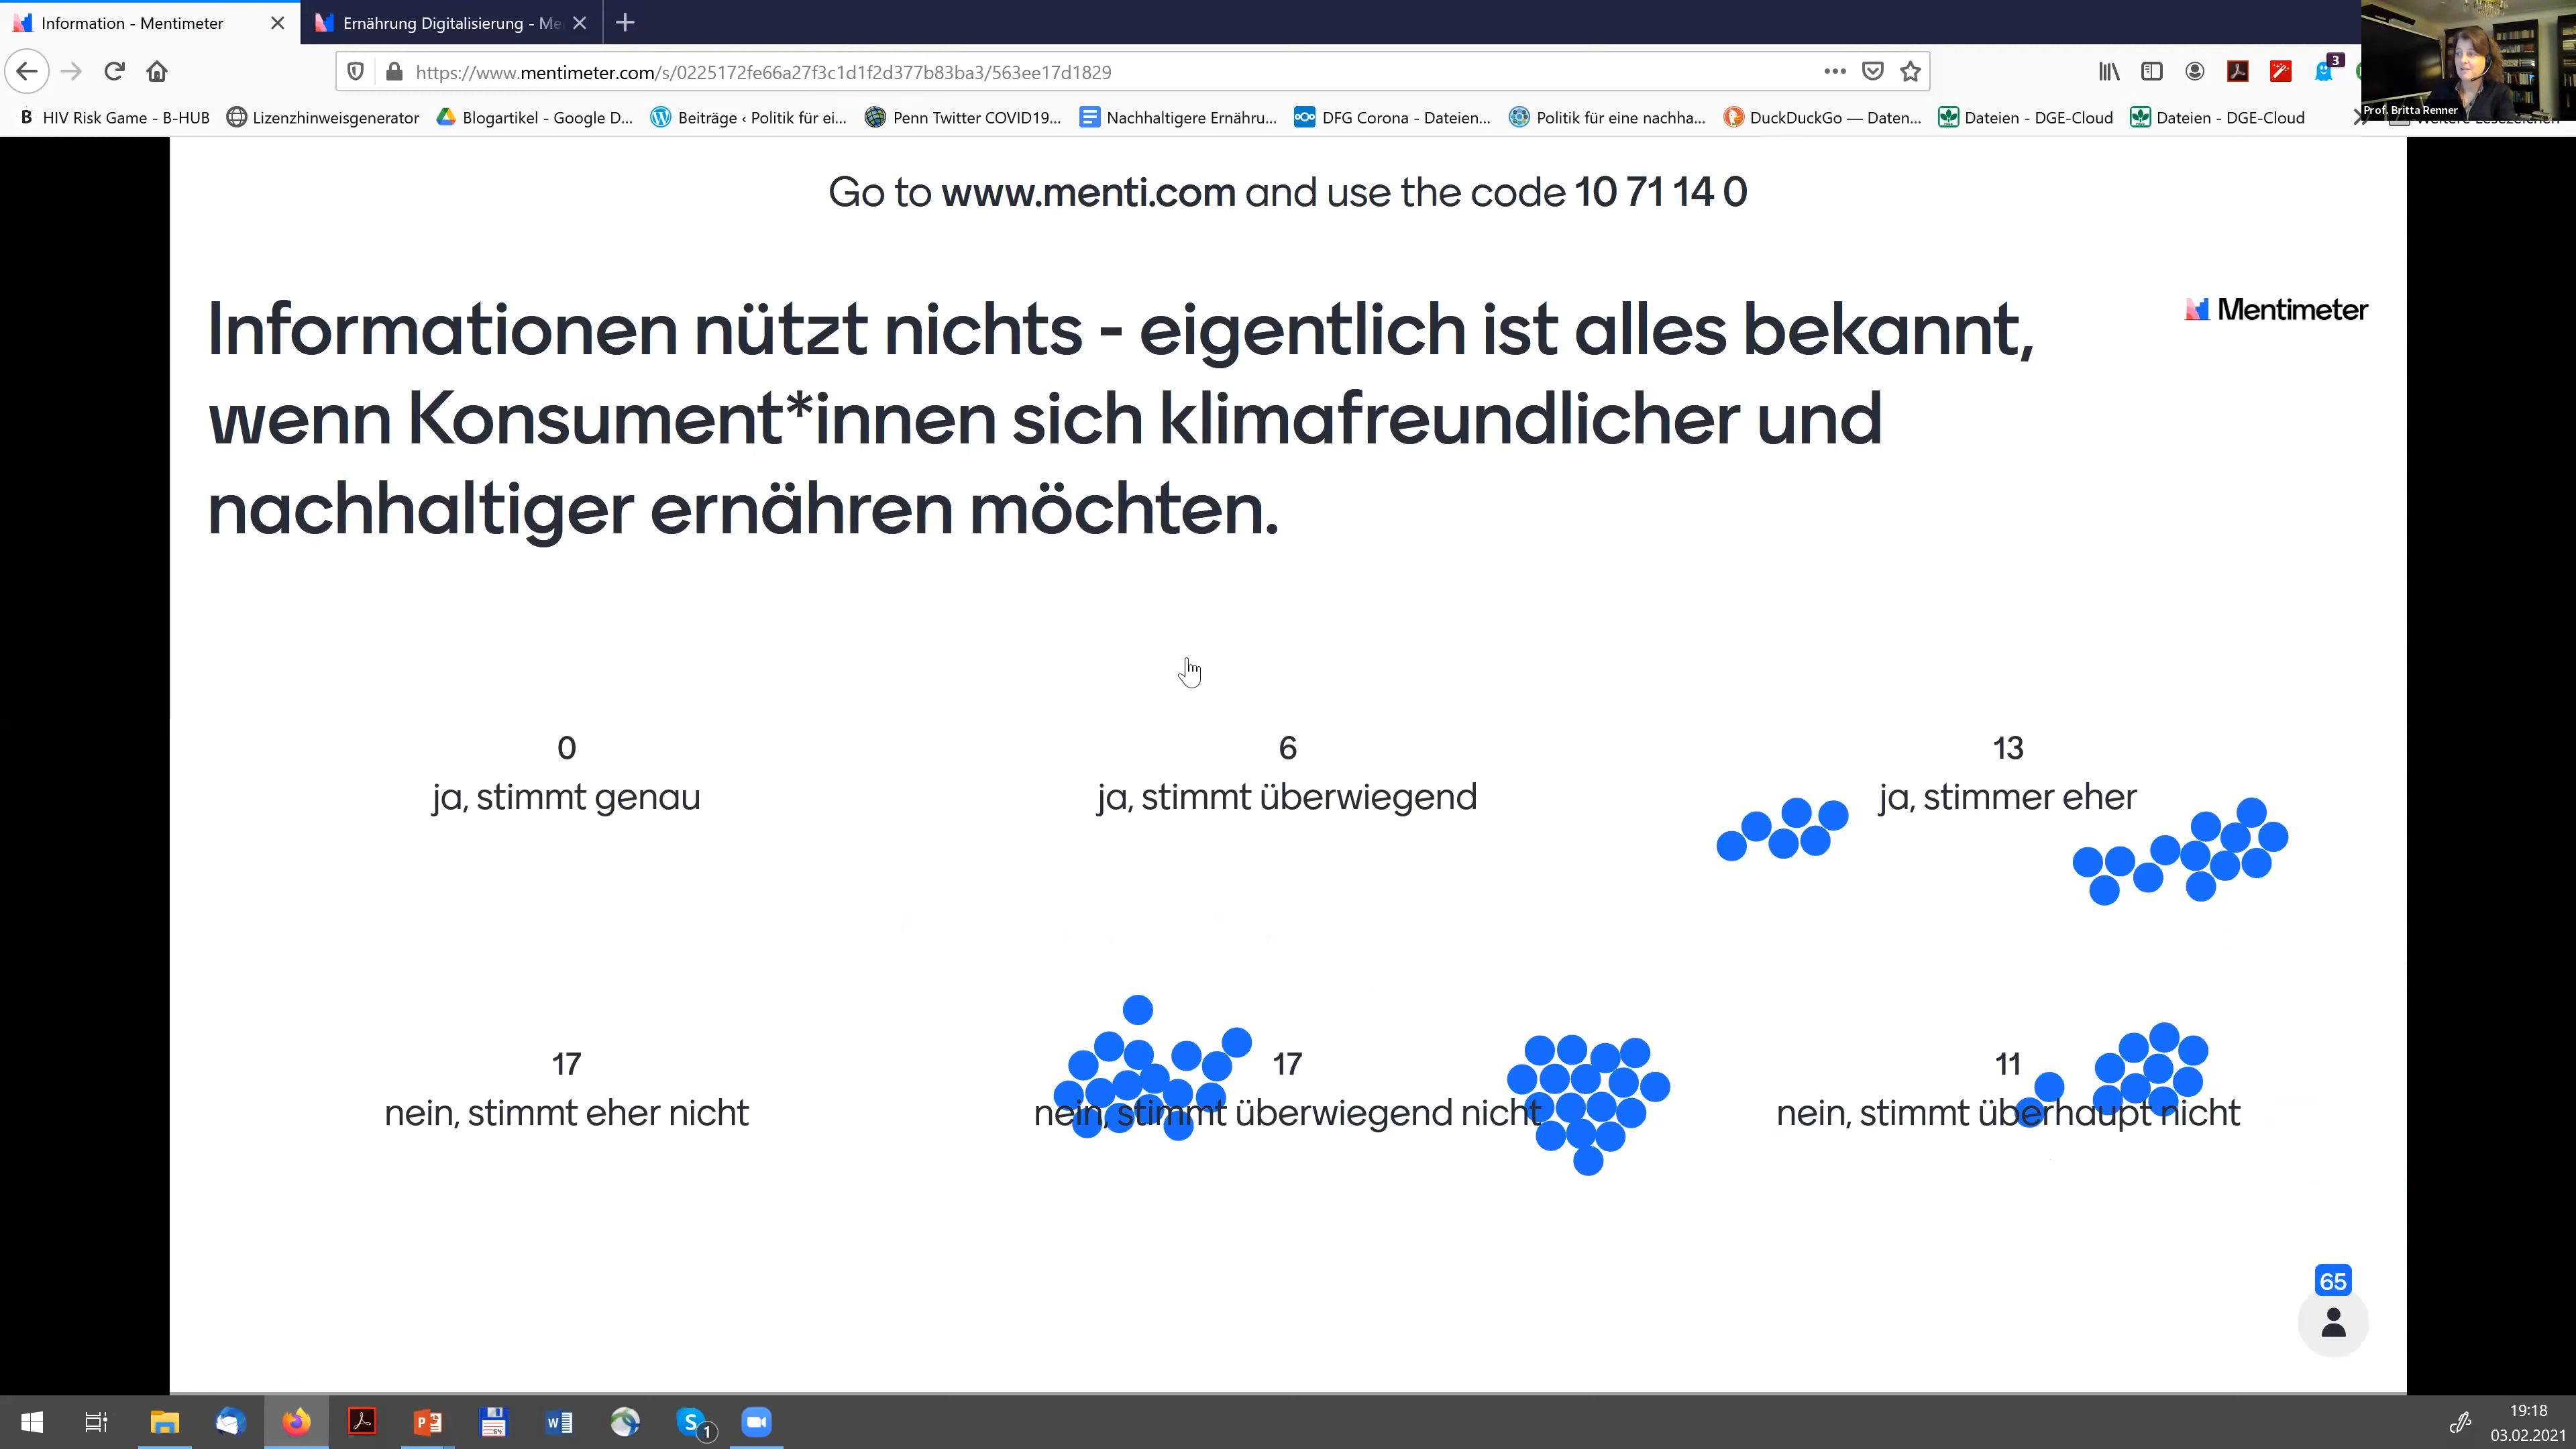 Information - Mentimeter
Ernährung Digitalisierung - Me
https://www.mentimeter.com/s/0225172fe66a27f3c1d1f2d377b83ba3/563ee17d1829
3
B HIV Risk Game - B-HUB
Lizenzhinweisgenerator
Blogartikel - Google D...
Beiträge ‹ Politik für ei...
Penn Twitter COVID19...
Nachhaltigere Ernähru...
DFG Corona - Dateien...
Politik für eine nachha...
DuckDuckGo — Daten...
Dateien - DGE-Cloud
Dateien - DGE-Cloud
Weitere Lesezeichen
Prof. Britta Renner
Go to www.menti.com and use the code 10 71 14 0
Mentimeter
Informationen nützt nichts - eigentlich ist alles bekannt,
wenn Konsument*innen sich klimafreundlicher und
nachhaltiger ernähren möchten.
0
ja, stimmt genau
6
ja, stimmt überwiegend
13
ja, stimmer eher
17
nein, stimmt eher nicht
17
nein, stimmt überwiegend nicht
11
nein, stimmt überhaupt nicht
65
1
19:18
03.02.2021